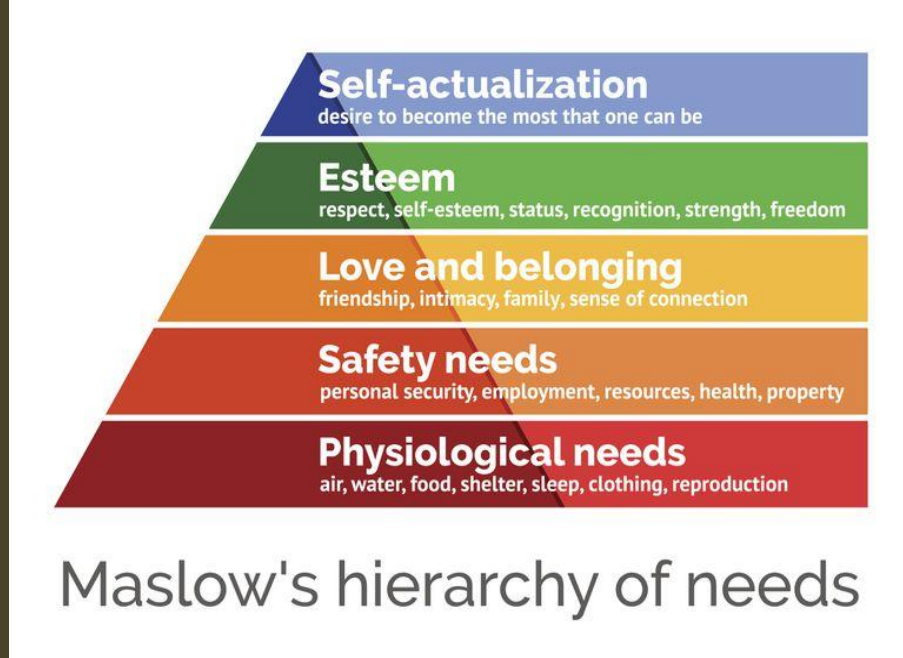 Self-actualization
desire to become the most that one can be
Esteem
respect, self-esteem, status, recognition, strength, freedom
Love and belonging
friendship, intimacy, family, sense of connection
Safety needs
personal security, employment, resources, health, property
Physiological needs
air, water, food, shelter, sleep, clothing, reproduction
Maslow's hierarchy of needs